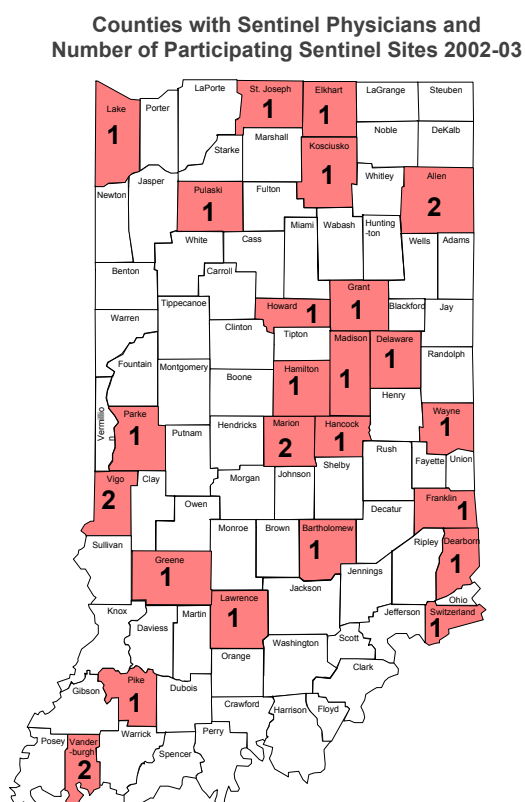 Counties with Sentinel Physicians and
Number of Participating Sentinel Sites 2002-03
LaPorte
St. Joseph
1
Elkhart
1
LaGrange
Steuben
Lake
1
Porter
Noble
DeKalb
Marshall
Starke
Kosciusko
1
Whitley
Allen
2
Jasper
Newton
Pulaski
1
Fulton
Miami
Wabash
Hunting
-ton
Wells
Adams
White
Cass
Benton
Carroll
Grant
1
Tippecanoe
Howard 1
Blackford
Jay
Warren
Clinton
Tipton
Madison
1
Delaware
1
Randolph
Fountain
Montgomery
Boone
Hamilton
1
Henry
Vermillio
n
Parke
1
Putnam
Hendricks
Marion
2
Hancock
1
Wayne
1
Rush
Fayette
Union
Shelby
Vigo
2
Clay
Morgan
Johnson
Owen
Franklin
1
Decatur
Monroe
Brown
Bartholomew
1
Sullivan
Ripley
Dearborn
1
Greene
1
Jennings
Jackson
Lawrence
1
Ohio
Knox
Martin
Jefferson
Switzerland
1
Daviess
Scott
Washington
Orange
Clark
Pike
1
Gibson
Dubois
Crawford
Harrison
Floyd
Posey
Vander
-burgh
2
Warrick
Perry
Spencer